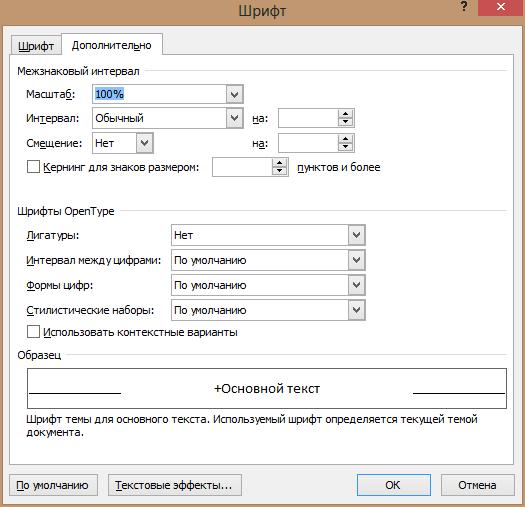 Шрифт
?
Шрифт Дополнительно
Межзнаковый интервал
Масштаб: 100%
Интервал: Обычный на:
Смещение: Нет на:
Кернинг для знаков размером: пунктов и более
Шрифты OpenType
Лигатуры: Нет
Интервал между цифрами: По умолчанию
Формы цифр: По умолчанию
Стилистические наборы: По умолчанию
Использовать контекстные варианты
Образец
+Основной текст
Шрифт темы для основного текста. Используемый шрифт определяется текущей темой
документа.
По умолчанию Текстовые эффекты... ОК Отмена